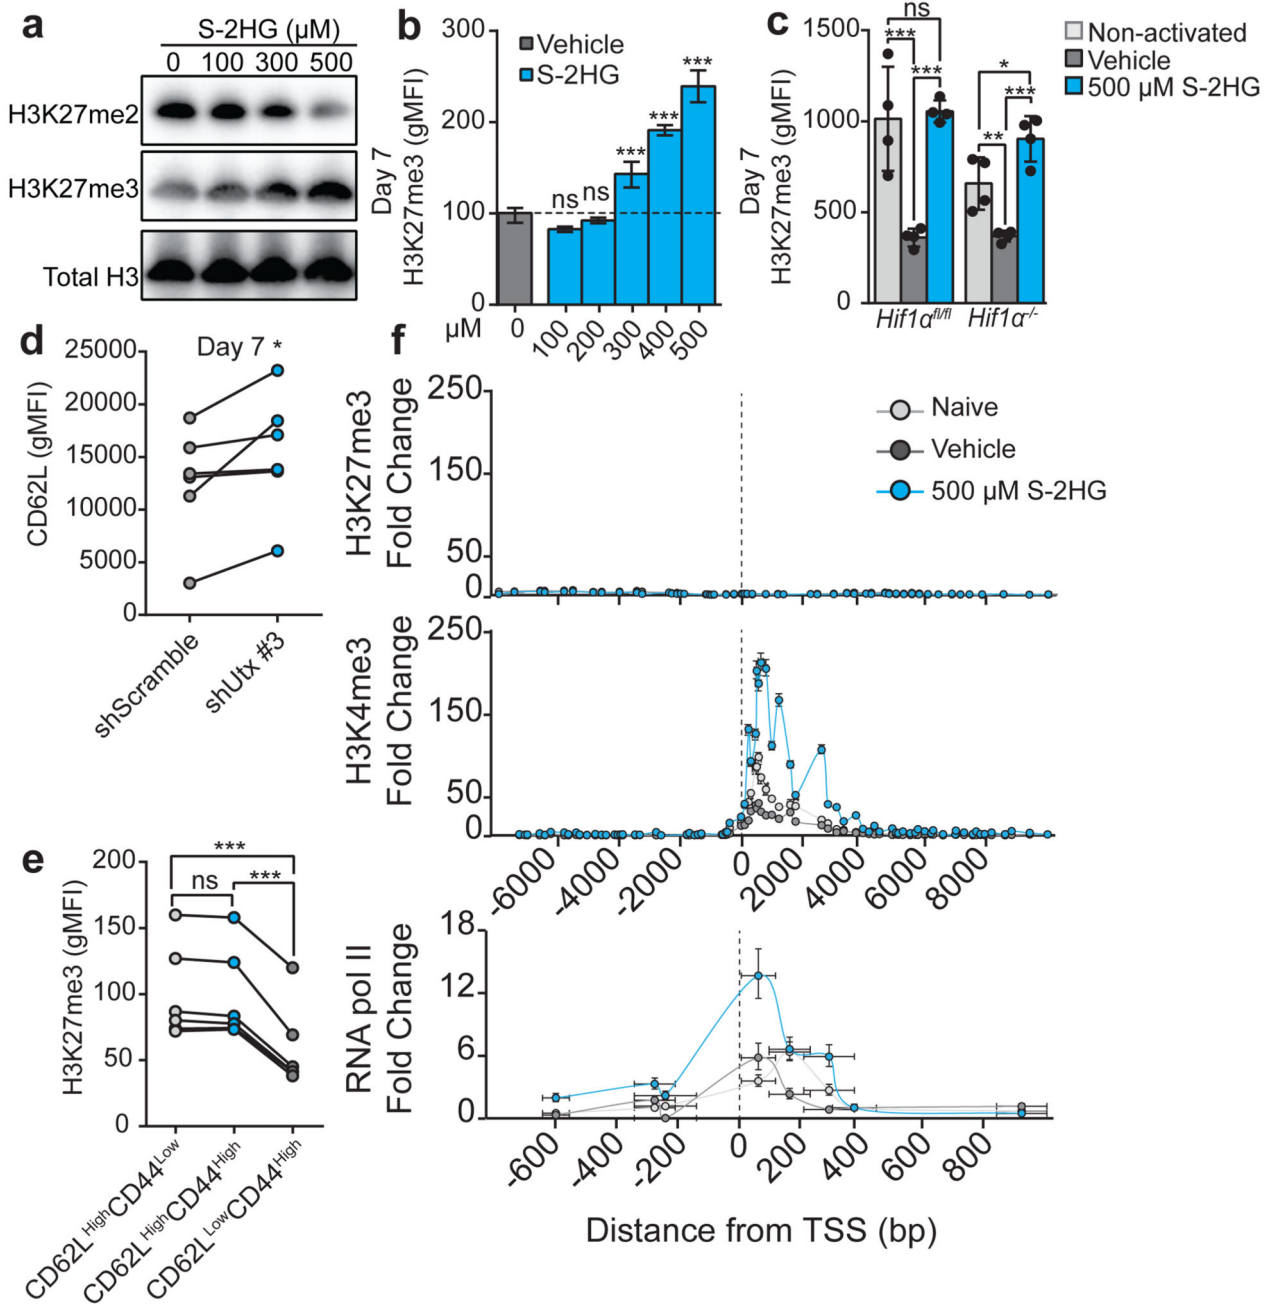 a
S-2HG (μM)
0 100 300 500
H3K27me2
H3K27me3
Total H3
b
Vehicle
S-2HG
Day 7
H3K27me3 (gMFI)
300
200
100
0
ns
ns
***
***
***
μM
0
100
200
300
400
500
c
Non-activated
Vehicle
500 μM S-2HG
Day 7
H3K27me3 (gMFI)
1500
1000
500
0
ns
***
***
*
***
**
Hif1α fl/fl
Hif1α -/-
d
Day 7 *
CD62L (gMFI)
25000
20000
15000
10000
5000
0
shScramble
shUtx #3
e
H3K27me3 (gMFI)
200
150
100
50
0
***
ns
***
CD62L High CD44 Low
CD62L High CD44 High
CD62L Low CD44 High
f
Naive
Vehicle
500 μM S-2HG
H3K27me3
Fold Change
250
150
50
0
H3K4me3
Fold Change
250
150
50
0
-6000
-4000
-2000
0
2000
4000
6000
8000
RNA pol II
Fold Change
18
12
6
0
-600
-400
-200
0
200
400
600
800
Distance from TSS (bp)